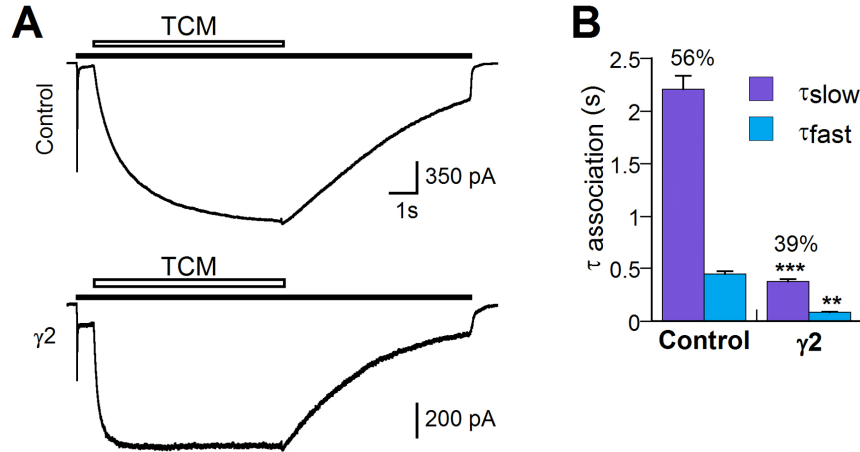 A
TCM
Control
350 pA
1s
TCM
γ2
200 pA
B
56%
τslow
τfast
τ association (s)
2.5
2
1.5
1
0.5
0
39%
***
**
Control
γ2